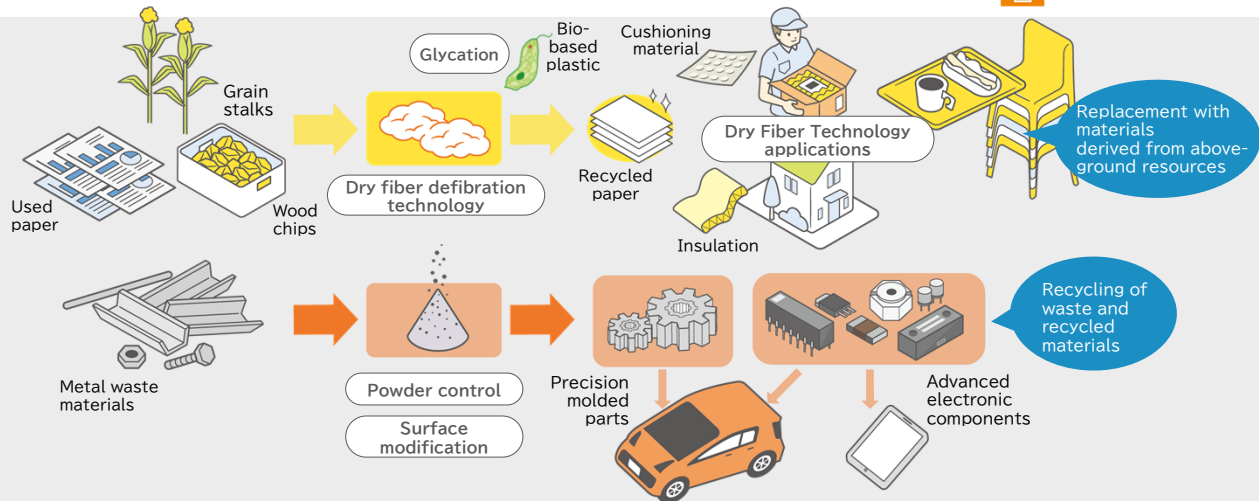 Grain
stalks
Used
paper
Wood
chips
Glycation
Bio-
based
plastic
Dry fiber defibration
technology
Recycled
paper
Cushioning
material
Dry Fiber Technology
applications
Insulation
Replacement with
materials
derived from above-
ground resources
Metal waste
materials
Powder control
Surface
modification
Precision
molded
parts
Advanced
electronic
components
Recycling of
waste and
recycled
materials